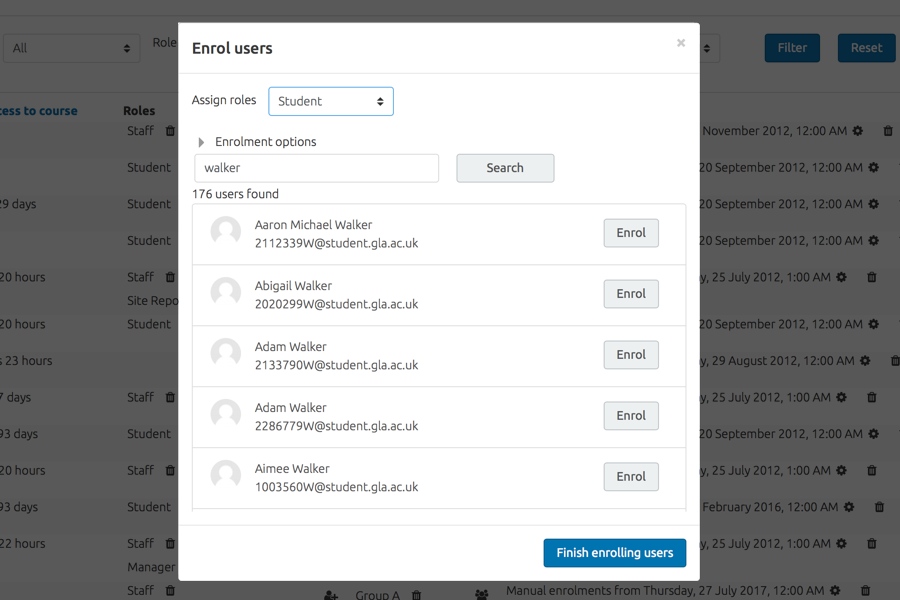 Enrol users
×
All
Role
Filter
Reset
Assign roles
Student
Enrolment options
walker
Search
176 users found
Aaron Michael Walker
2112339W@student.gla.ac.uk
Enrol
Abigail Walker
2020299W@student.gla.ac.uk
Enrol
Adam Walker
2133790W@student.gla.ac.uk
Enrol
Adam Walker
2286779W@student.gla.ac.uk
Enrol
Aimee Walker
1003560W@student.gla.ac.uk
Enrol
Finish enrolling users
cess to course
Roles
Staff
November 2012, 12:00 AM
Student
20 September 2012, 12:00 AM
29 days
Student
20 September 2012, 12:00 AM
Student
20 September 2012, 12:00 AM
20 hours
Staff
y, 25 July 2012, 1:00 AM
Site Repo
20 hours
Student
20 September 2012, 12:00 AM
s 23 hours
y, 29 August 2012, 12:00 AM
7 days
Staff
y, 25 July 2012, 1:00 AM
93 days
Student
20 September 2012, 12:00 AM
20 hours
Staff
y, 25 July 2012, 1:00 AM
93 days
Student
February 2016, 12:00 AM
22 hours
Staff
y, 25 July 2012, 1:00 AM
Manager
Staff
Group A
Manual enrolments from Thursday, 27 July 2017, 12:00 AM